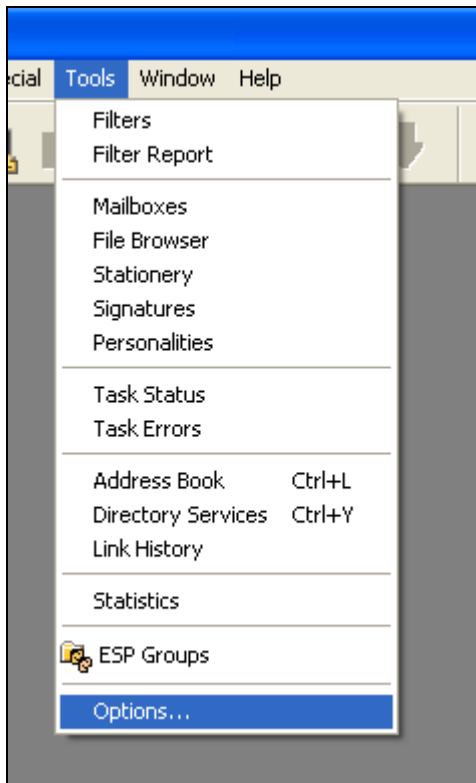 ecial Tools Window Help
Filters
Filter Report
Mailboxes
File Browser
Stationery
Signatures
Personalities
Task Status
Task Errors
Address Book Ctrl+L
Directory Services Ctrl+Y
Link History
Statistics
ESP Groups
Options...